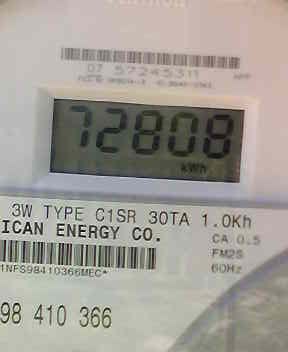 07 57245311
72808
kWh
3W TYPE C1SR 30TA 1.0Kh
ICAN ENERGY CO.
CA 0.5
FM2S
60Hz
1NFS98410366MEC*
98 410 366